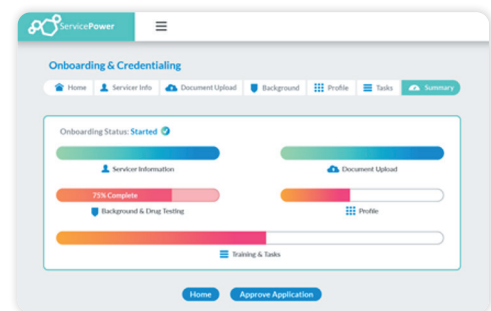 ServicePower
Onboarding & Credentialing
Home Servicer Info Document Upload Background Profile Tasks Summary
Onboarding Status: Started
Servicer Information Document Upload
75% Complete
Background & Drug Testing Profile
Training & Tasks
Home Approve Application